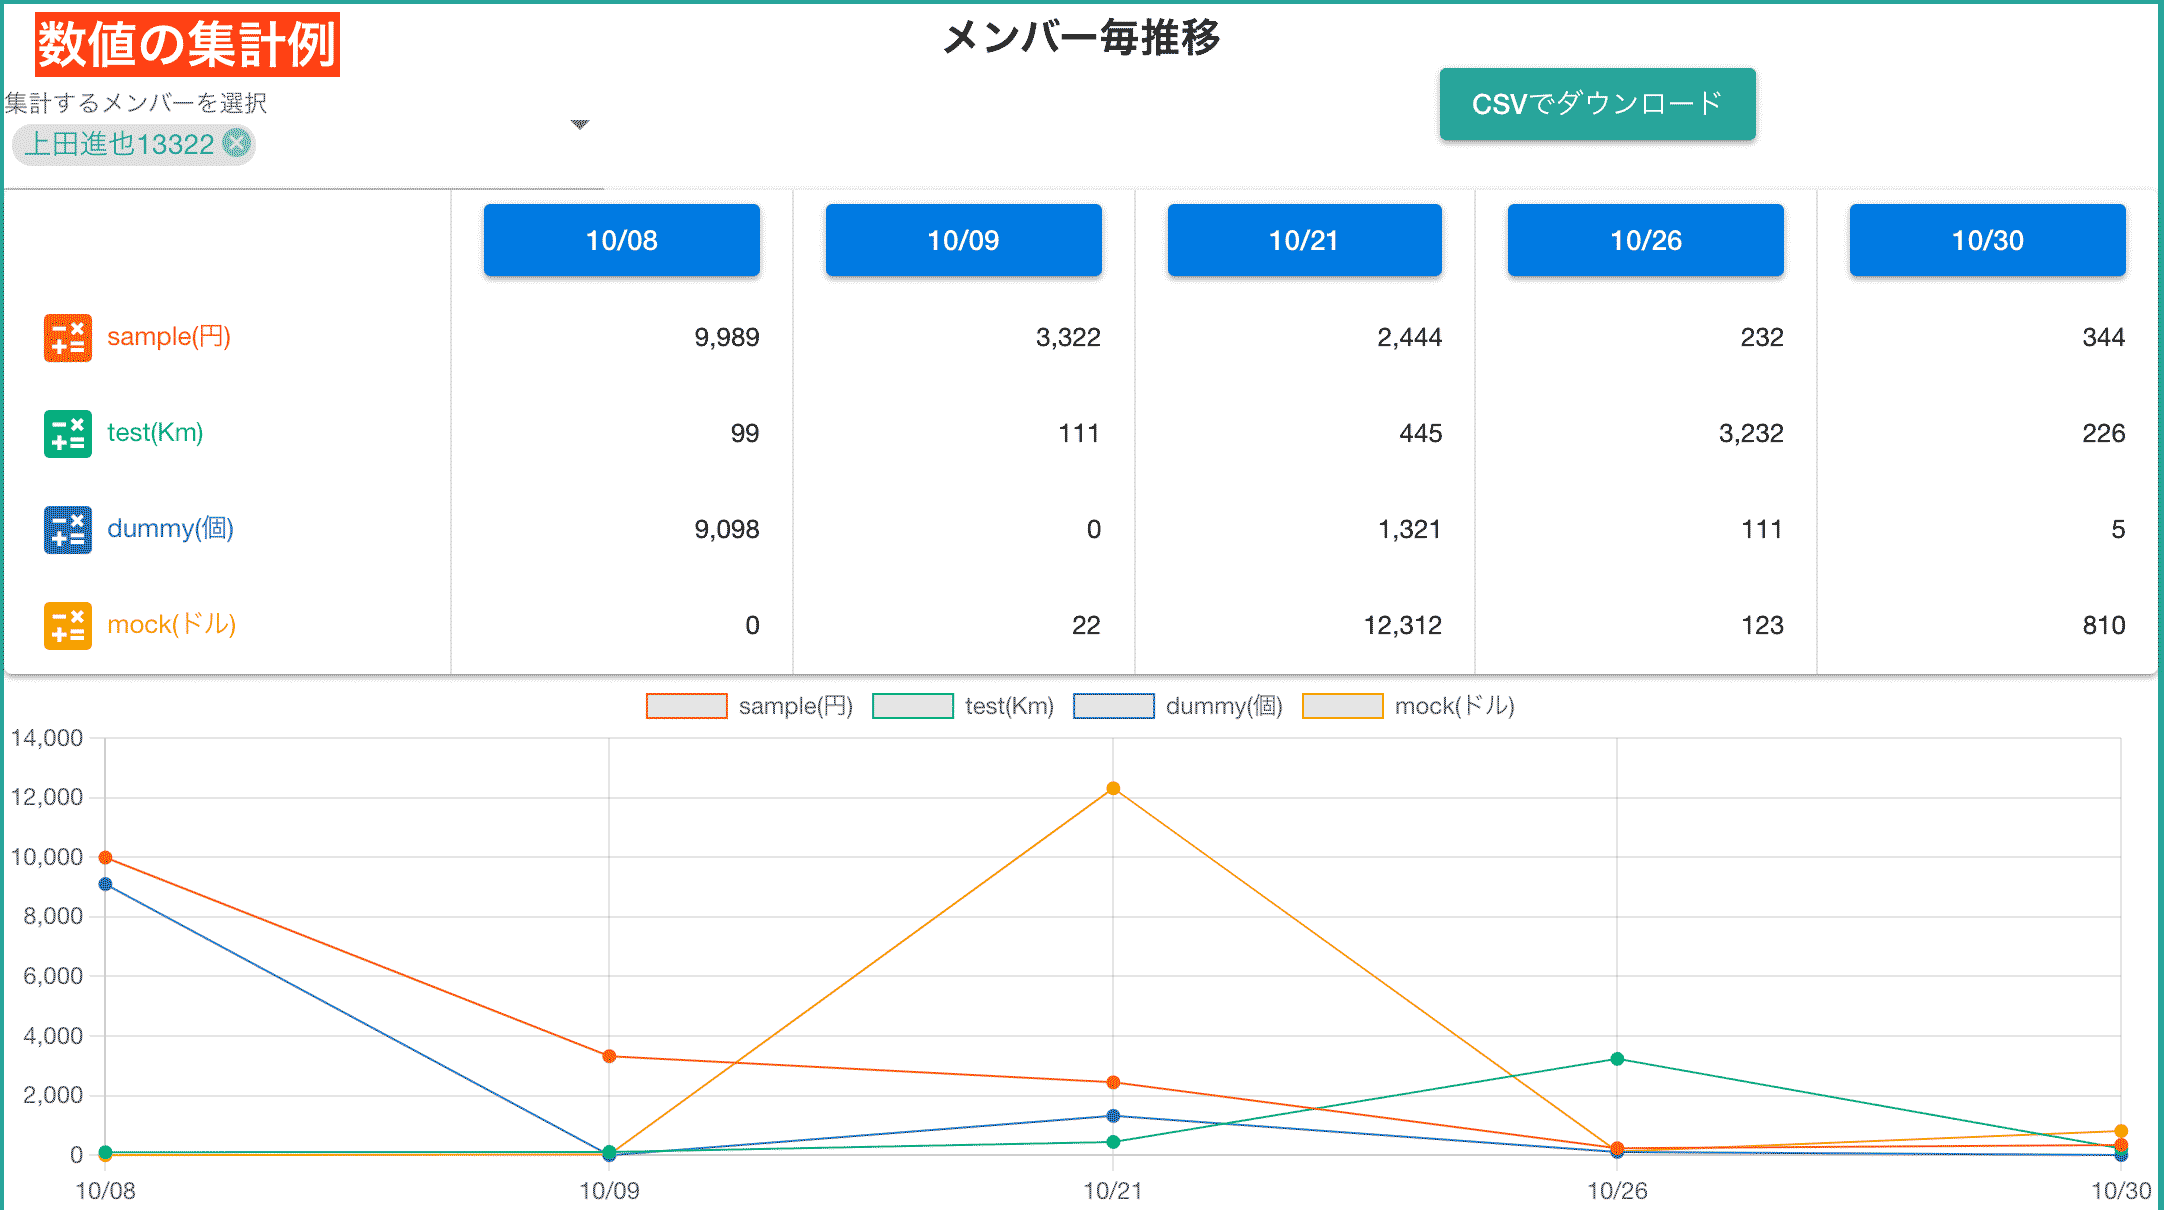 数値の集計例
メンバー毎推移
集計するメンバーを選択
CSVでダウンロード
上田進也13322
10/08 10/09 10/21 10/26 10/30
sample(円) 9,989 3,322 2,444 232 344
test(Km) 99 111 445 3,232 226
dummy(個) 9,098 0 1,321 111 5
mock(ドル) 0 22 12,312 123 810
sample(円) test(Km) dummy(個) mock(ドル)
14,000
12,000
10,000
8,000
6,000
4,000
2,000
0
10/08 10/09 10/21 10/26 10/30